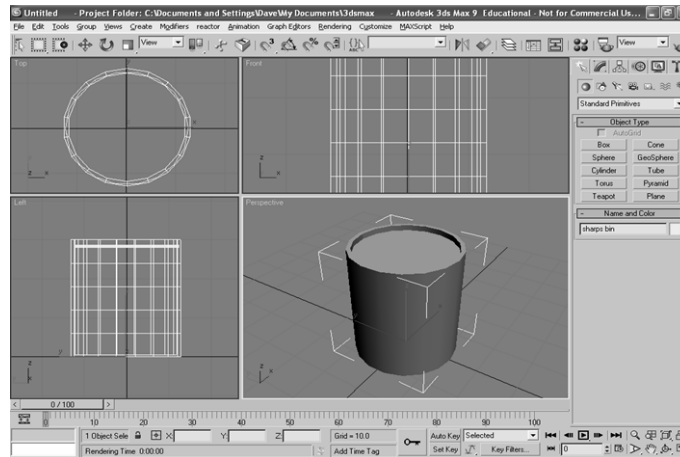 Untitled - Project Folder: C:\Documents and Settings\Dave\My Documents\3dsmax - Autodesk 3ds Max 9 Educational - Not for Commercial Us...
File Edit Tools Group Views Create Modifiers reactor Animation Graph Editors Rendering Customize MAXScript Help
View
View
Top
Front
Standard Primitives
- Object Type
AutoGrid
Box Cone
Sphere GeoSphere
Cylinder Tube
Torus Pyramid
Teapot Plane
z x
z x
Left
Perspective
- Name and Color
sharps bin
y
z
z x
< 0 / 100 >
0 10 20 30 40 50 60 70 80 90 100
1 Object Sele X: Y: Z: Grid = 10.0 Auto Key Selected
Rendering Time 0:00:00 Add Time Tag Set Key Key Filters... 0